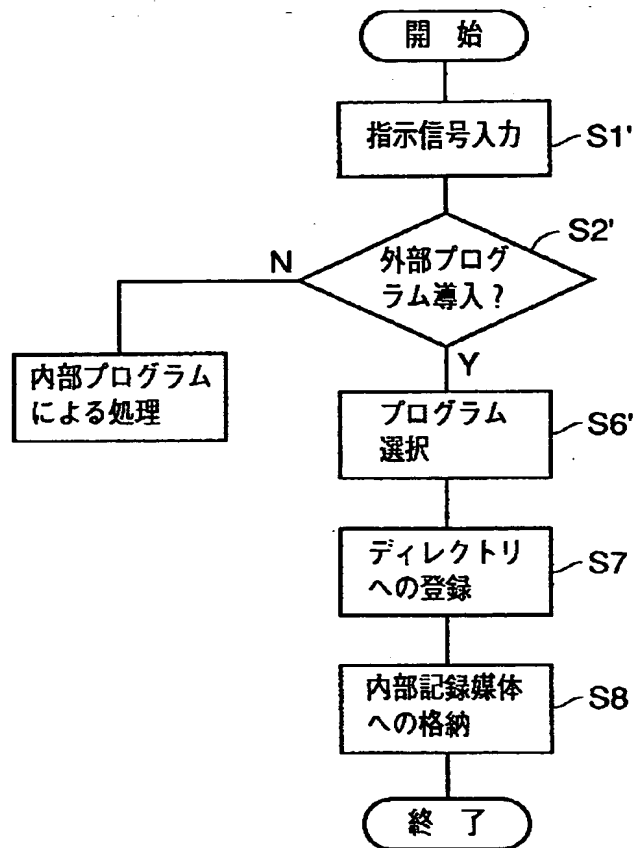 開 始
指示信号入力
S1'
S2'
外部プログ
ラム導入?
N
Y
内部プログラム
による処理
プログラム
選択
S6'
ディレクトリ
への登録
S7
内部記録媒体
への格納
S8
終 了